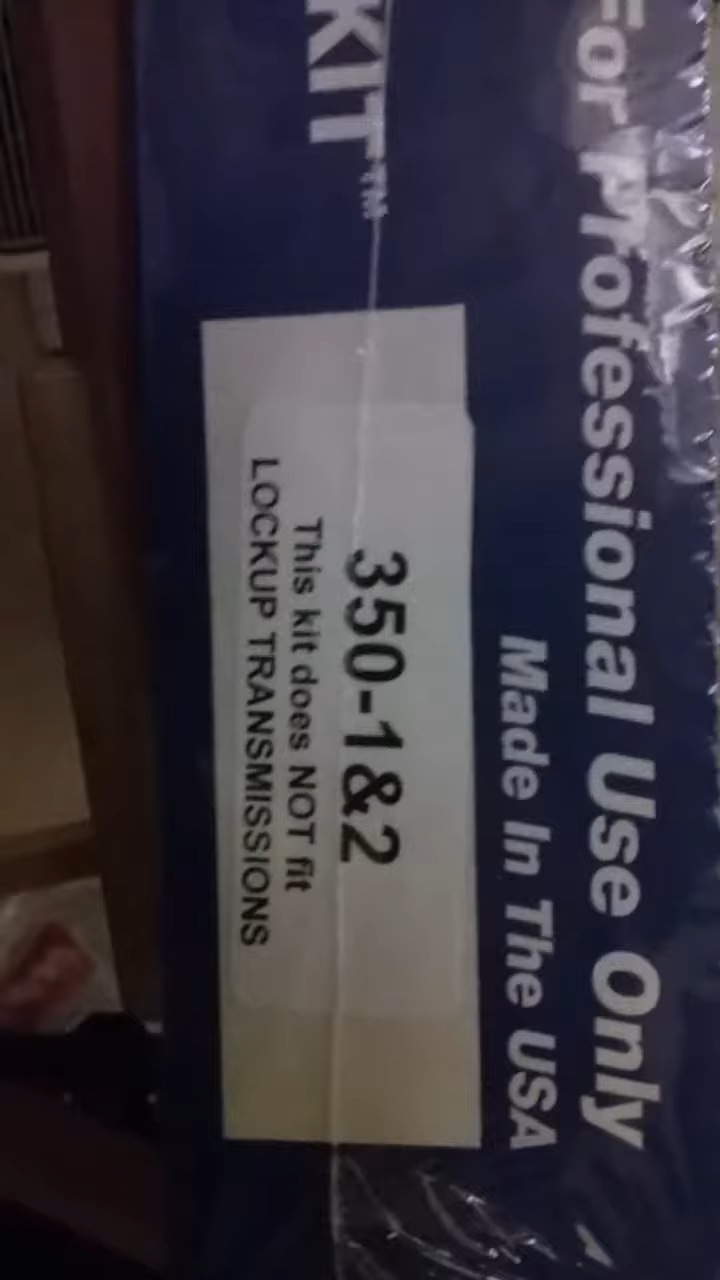 For Professional Use Only
Made In The USA
KIT™
350-1&2
This kit does NOT fit
LOCKUP TRANSMISSIONS